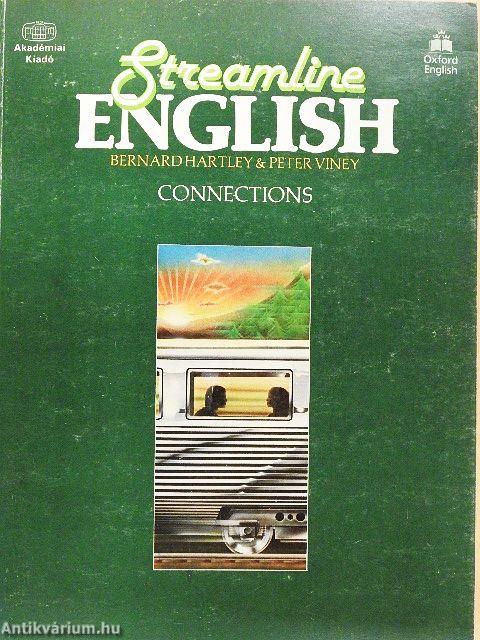 Akadémiai
Kiadó
Oxford
English
Streamline
ENGLISH
BERNARD HARTLEY & PETER VINEY
CONNECTIONS
Antikvárium.hu